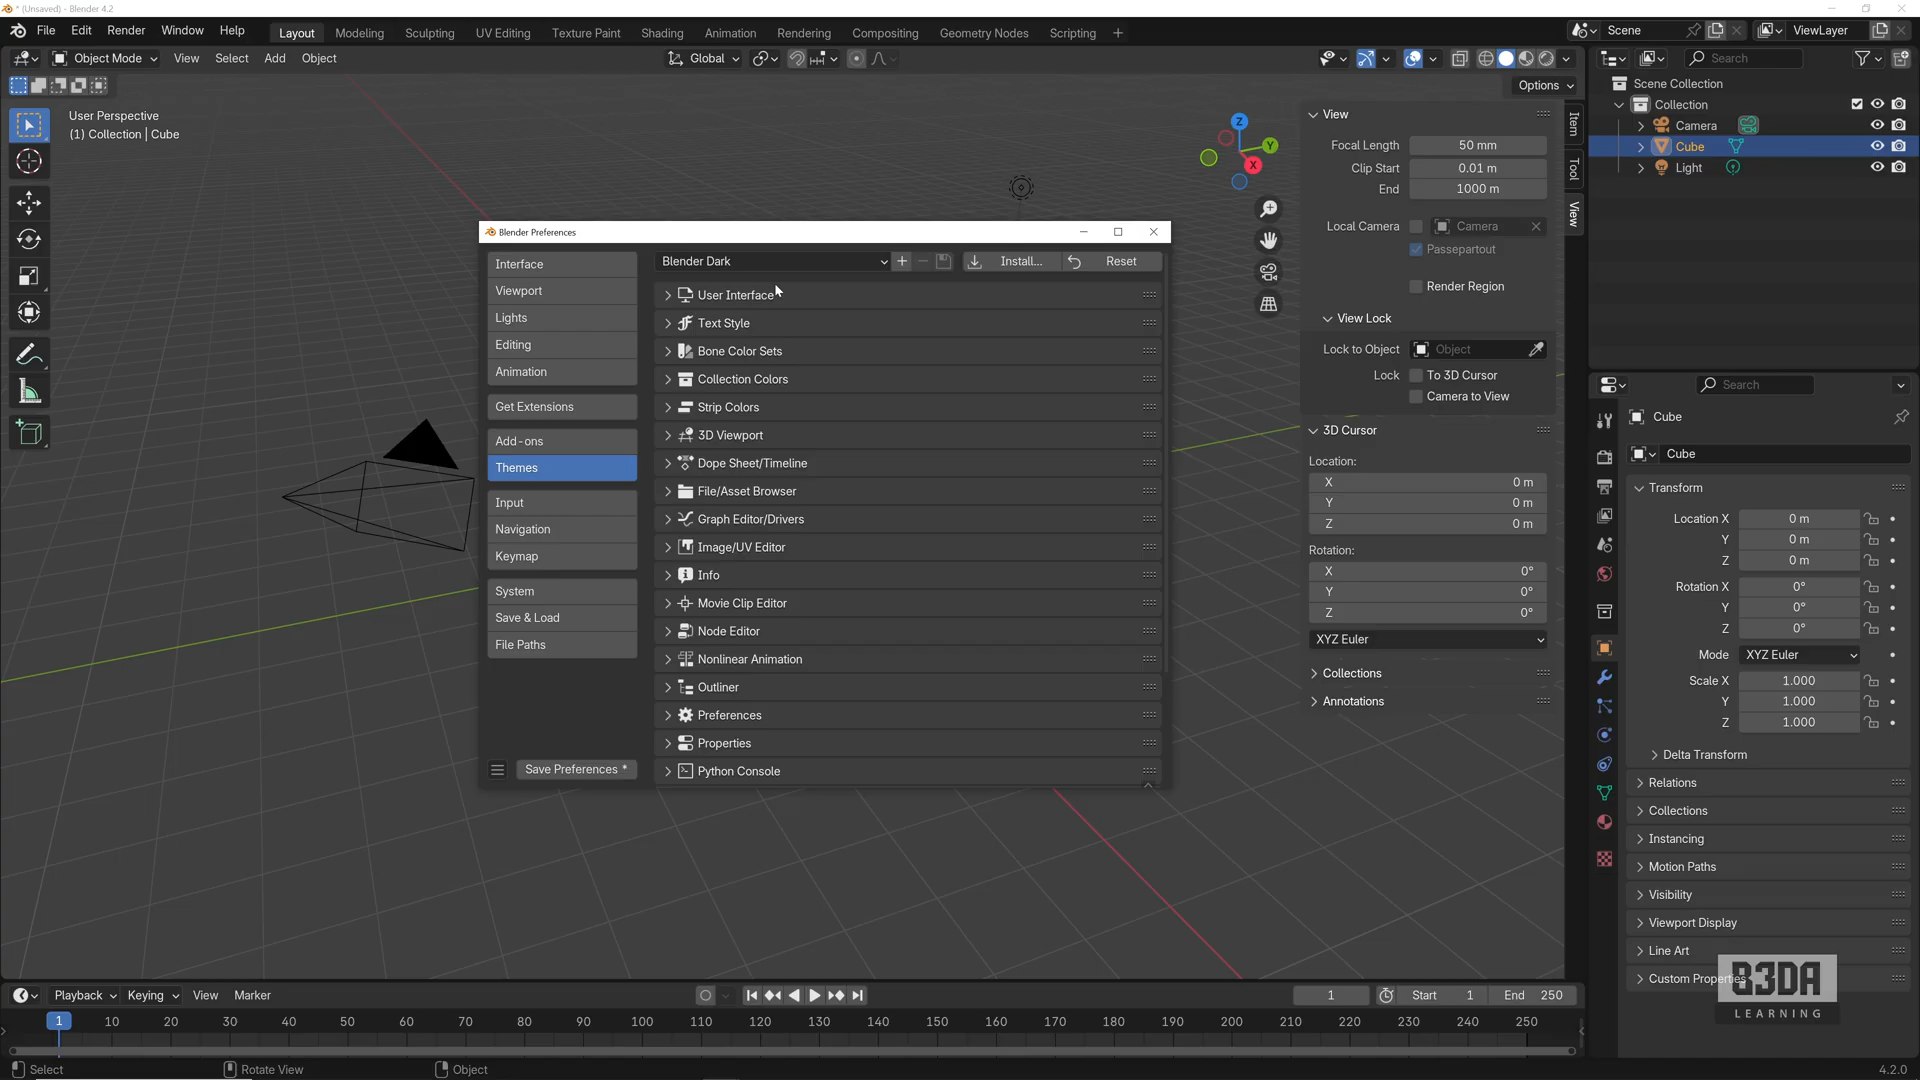 * (Unsaved) - Blender 4.2
File Edit Render Window Help
Layout Modeling Sculpting UV Editing Texture Paint Shading Animation Rendering Compositing Geometry Nodes Scripting +
Scene
ViewLayer
Object Mode View Select Add Object
Global
Options
User Perspective
(1) Collection | Cube
Z
Y
X
View
Focal Length 50 mm
Clip Start 0.01 m
End 1000 m
Local Camera Camera
Passepartout
Render Region
View Lock
Lock to Object Object
Lock To 3D Cursor
Camera to View
3D Cursor
Location:
X 0 m
Y 0 m
Z 0 m
Rotation:
X 0°
Y 0°
Z 0°
XYZ Euler
Collections
Annotations
Item
Tool
View
Blender Preferences
Interface
Viewport
Lights
Editing
Animation
Get Extensions
Add-ons
Themes
Input
Navigation
Keymap
System
Save & Load
File Paths
Save Preferences *
Blender Dark
Install...
Reset
User Interface
Text Style
Bone Color Sets
Collection Colors
Strip Colors
3D Viewport
Dope Sheet/Timeline
File/Asset Browser
Graph Editor/Drivers
Image/UV Editor
Info
Movie Clip Editor
Node Editor
Nonlinear Animation
Outliner
Preferences
Properties
Python Console
Search
Scene Collection
Collection
Camera
Cube
Light
Search
Cube
Cube
Transform
Location X 0 m
Y 0 m
Z 0 m
Rotation X 0°
Y 0°
Z 0°
Mode XYZ Euler
Scale X 1.000
Y 1.000
Z 1.000
Delta Transform
Relations
Collections
Instancing
Motion Paths
Visibility
Viewport Display
Line Art
Custom Properties
B3DA
LEARNING
Playback Keying View Marker
1
Start 1
End 250
1 10 20 30 40 50 60 70 80 90 100 110 120 130 140 150 160 170 180 190 200 210 220 230 240 250
Select
Rotate View
Object
4.2.0